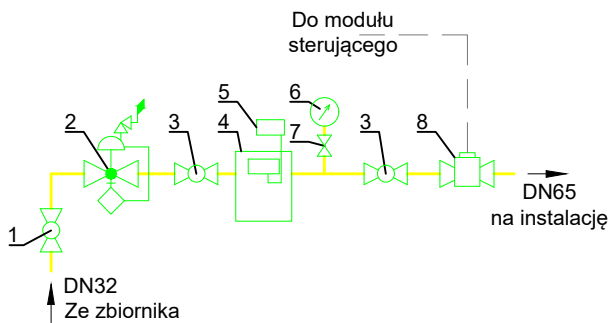 Do modułu
sterującego
5
6
2
3
4
7
3
8
1
DN65
na instalację
DN32
Ze zbiornika